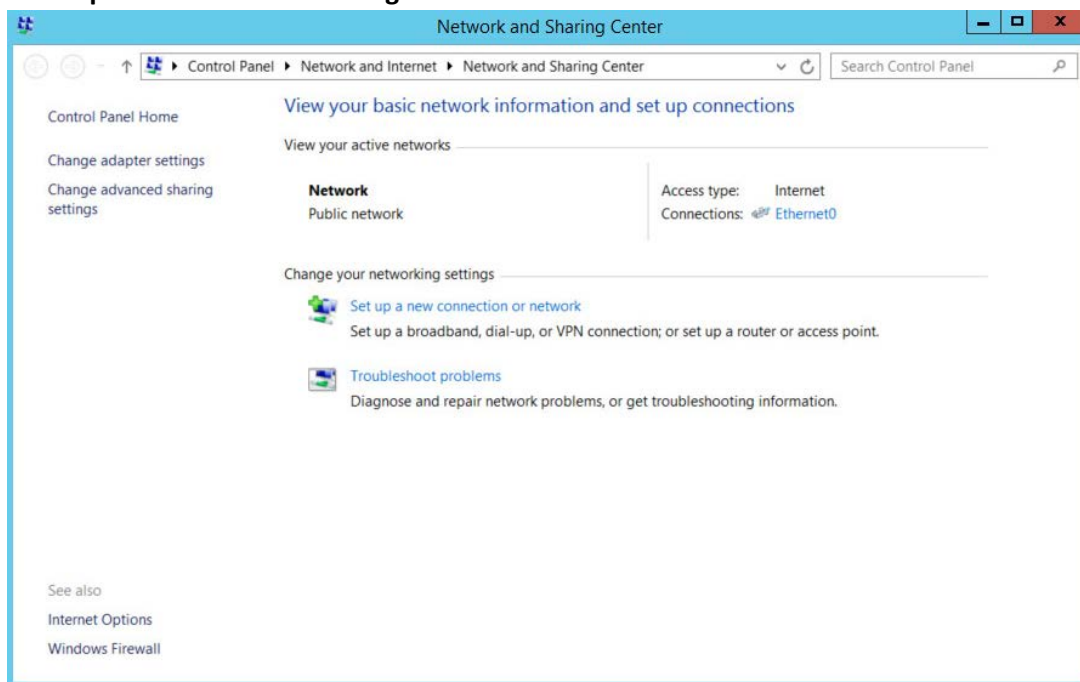 Network and Sharing Center
Control Panel Network and Internet Network and Sharing Center
Search Control Panel
Control Panel Home
Change adapter settings
Change advanced sharing
settings
View your basic network information and set up connections
View your active networks
Network
Public network
Access type: Internet
Connections: Ethernet0
Change your networking settings
Set up a new connection or network
Set up a broadband, dial-up, or VPN connection; or set up a router or access point.
Troubleshoot problems
Diagnose and repair network problems, or get troubleshooting information.
See also
Internet Options
Windows Firewall